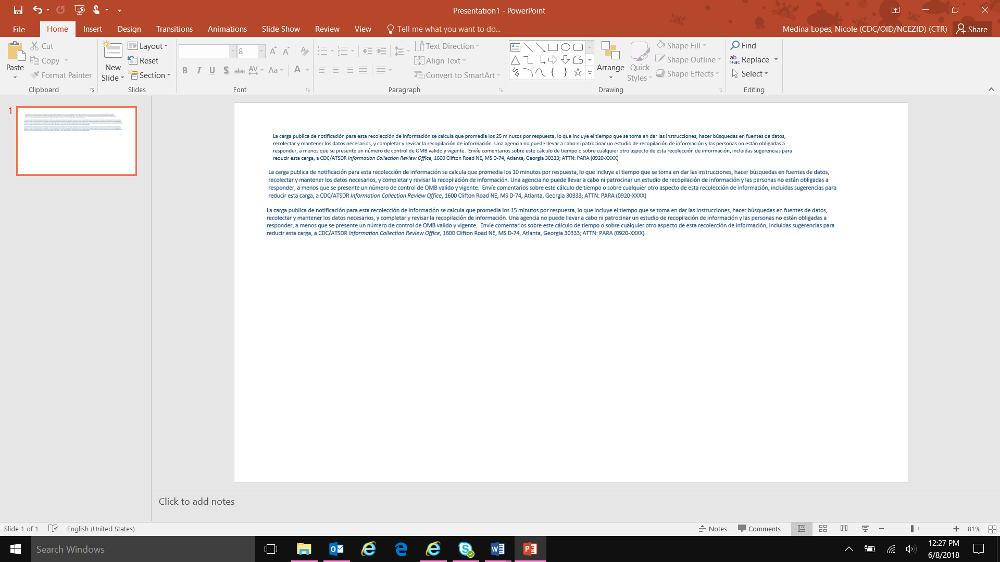 Presentation1 - PowerPoint
File Home Insert Design Transitions Animations Slide Show Review View Tell me what you want to do... Medina Lopes, Nicole (CDC/OID/NCEZID) (CTR) Share
Paste Cut Copy Format Painter Clipboard
New Slide Layout Reset Section Slides
8 B I U S abc AV Aa A Font
Text Direction Align Text Convert to SmartArt Paragraph
Arrange Quick Styles Shape Fill Shape Outline Shape Effects Drawing
Find Replace Select Editing
1
La carga publica de notificación para esta recolección de información se calcula que promedia los 25 minutos por respuesta, lo que incluye el tiempo que se toma en dar las instrucciones, hacer búsquedas en fuentes de datos,
recolectar y mantener los datos necesarios, y completar y revisar la recopilación de información. Una agencia no puede llevar a cabo ni patrocinar un estudio de recopilación de información y las personas no están obligadas a
responder, a menos que se presente un número de control de OMB valido y vigente.  Envíe comentarios sobre este cálculo de tiempo o sobre cualquier otro aspecto de esta recolección de información, incluidas sugerencias para
reducir esta carga, a CDC/ATSDR Information Collection Review Office, 1600 Clifton Road NE, MS D-74, Atlanta, Georgia 30333; ATTN: PARA (0920-XXXX)
La carga publica de notificación para esta recolección de información se calcula que promedia los 10 minutos por respuesta, lo que incluye el tiempo que se toma en dar las instrucciones, hacer búsquedas en fuentes de datos,
recolectar y mantener los datos necesarios, y completar y revisar la recopilación de información. Una agencia no puede llevar a cabo ni patrocinar un estudio de recopilación de información y las personas no están obligadas a
responder, a menos que se presente un número de control de OMB valido y vigente.  Envíe comentarios sobre este cálculo de tiempo o sobre cualquier otro aspecto de esta recolección de información, incluidas sugerencias para
reducir esta carga, a CDC/ATSDR Information Collection Review Office, 1600 Clifton Road NE, MS D-74, Atlanta, Georgia 30333; ATTN: PARA (0920-XXXX)
La carga publica de notificación para esta recolección de información se calcula que promedia los 15 minutos por respuesta, lo que incluye el tiempo que se toma en dar las instrucciones, hacer búsquedas en fuentes de datos,
recolectar y mantener los datos necesarios, y completar y revisar la recopilación de información. Una agencia no puede llevar a cabo ni patrocinar un estudio de recopilación de información y las personas no están obligadas a
responder, a menos que se presente un número de control de OMB valido y vigente.  Envíe comentarios sobre este cálculo de tiempo o sobre cualquier otro aspecto de esta recolección de información, incluidas sugerencias para
reducir esta carga, a CDC/ATSDR Information Collection Review Office, 1600 Clifton Road NE, MS D-74, Atlanta, Georgia 30333; ATTN: PARA (0920-XXXX)
Click to add notes
Slide 1 of 1 English (United States) Notes Comments 81%
Search Windows
12:27 PM
6/8/2018